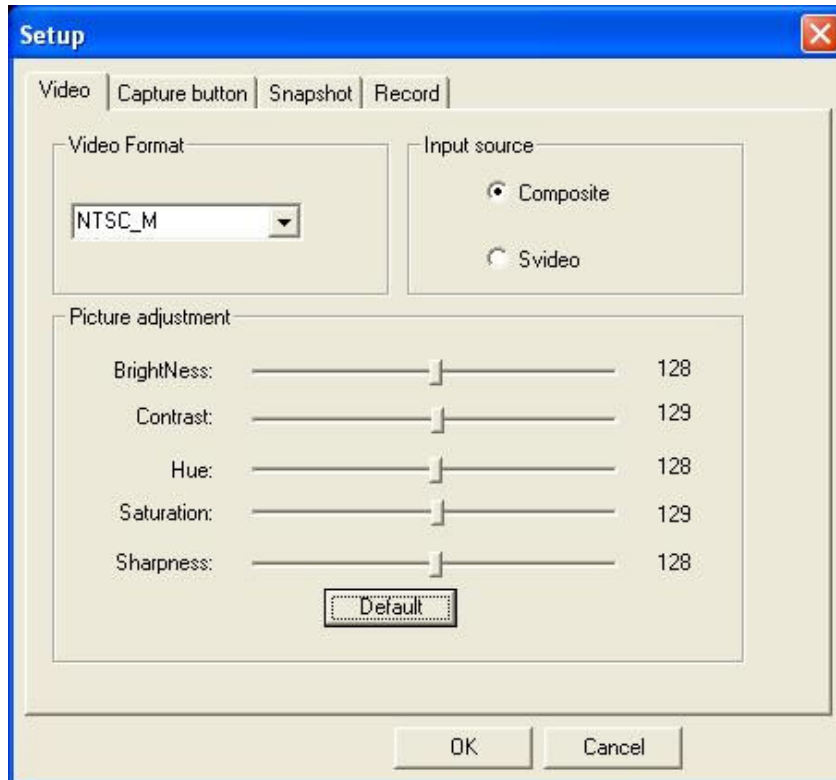 Setup
Video Capture button Snapshot Record
Video Format
NTSC_M
Input source
Composite
Svideo
Picture adjustment
BrightNess: 128
Contrast: 129
Hue: 128
Saturation: 129
Sharpness: 128
Default
OK Cancel